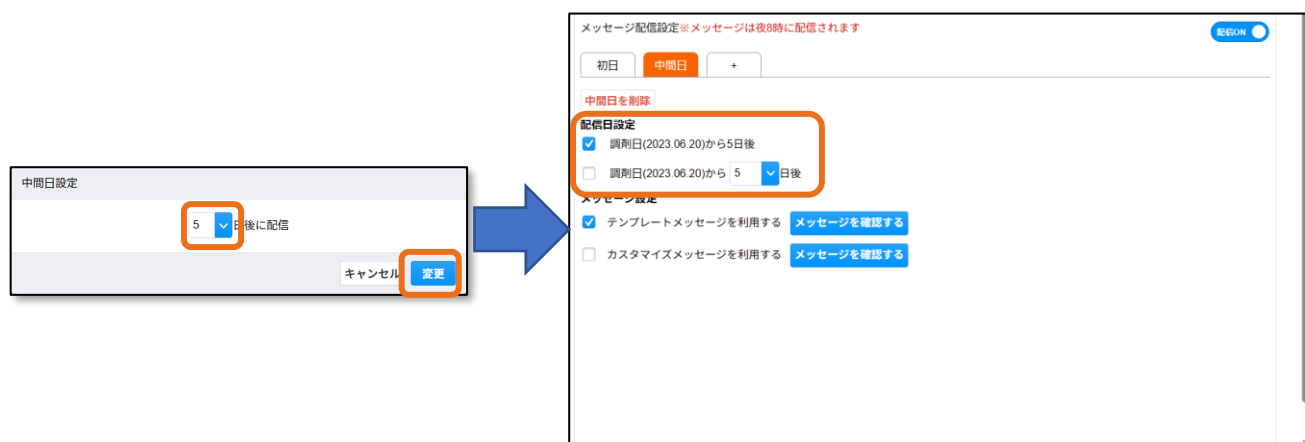 中間日設定
5 日後に配信
キャンセル 変更
メッセージ配信設定※メッセージは夜8時に配信されます
配信ON
初日 中間日 +
中間日を削除
配信日設定
調剤日(2023.06.20)から5日後
調剤日(2023.06.20)から 5 日後
メッセージ設定
テンプレートメッセージを利用する メッセージを確認する
カスタマイズメッセージを利用する メッセージを確認する